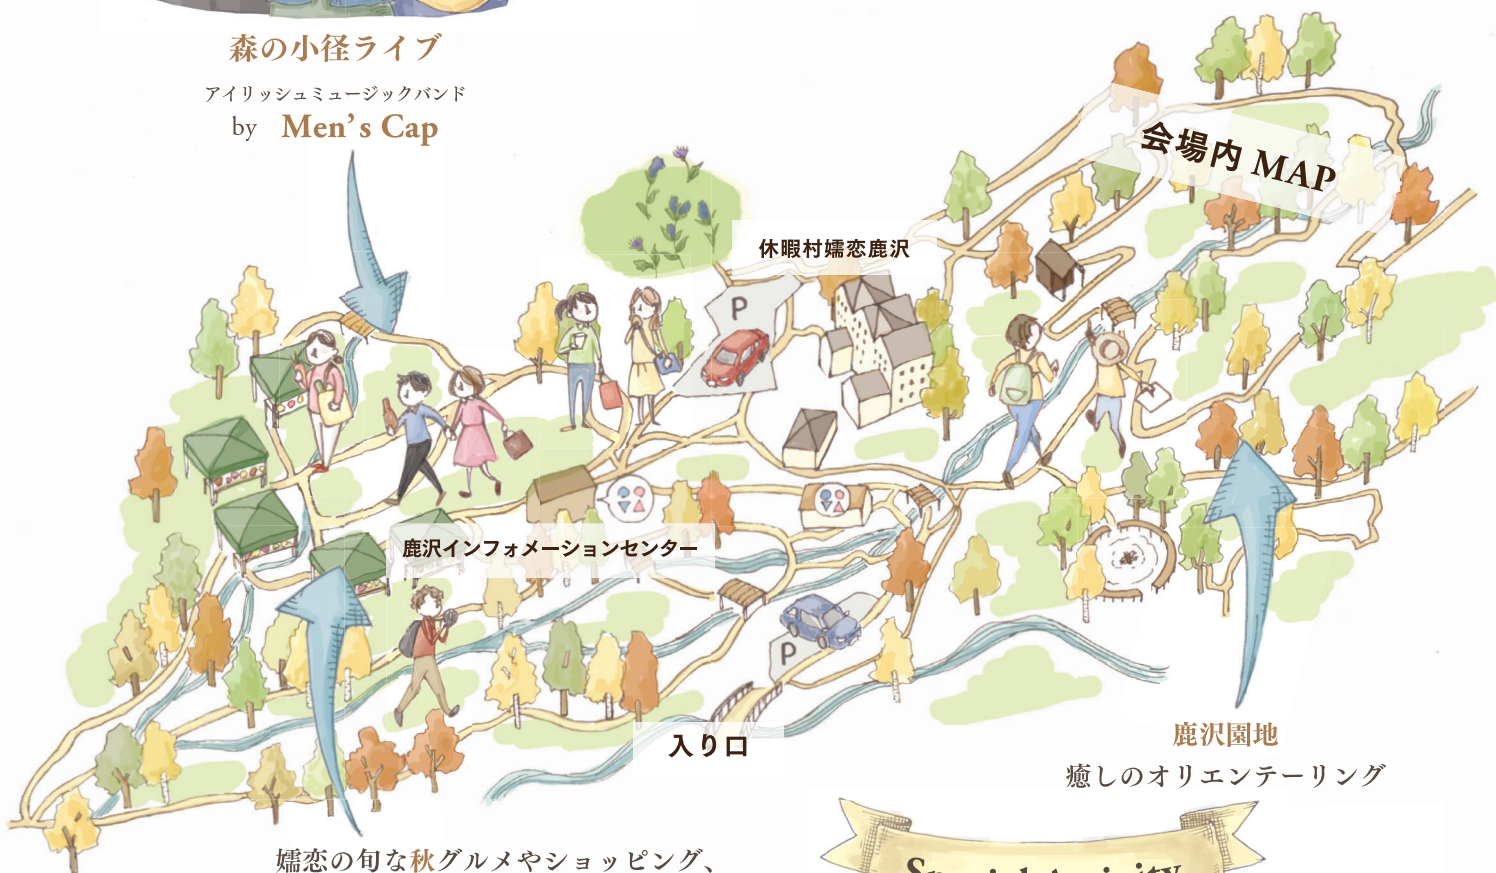 森の小径ライブ
アイリッシュミュージックバンド
by Men's Cap
会場内 MAP
休暇村嬬恋鹿沢
P
鹿沢インフォメーションセンター
P
入り口
鹿沢園地
癒しのオリエンテーリング
嬬恋の旬な秋グルメやショッピング、